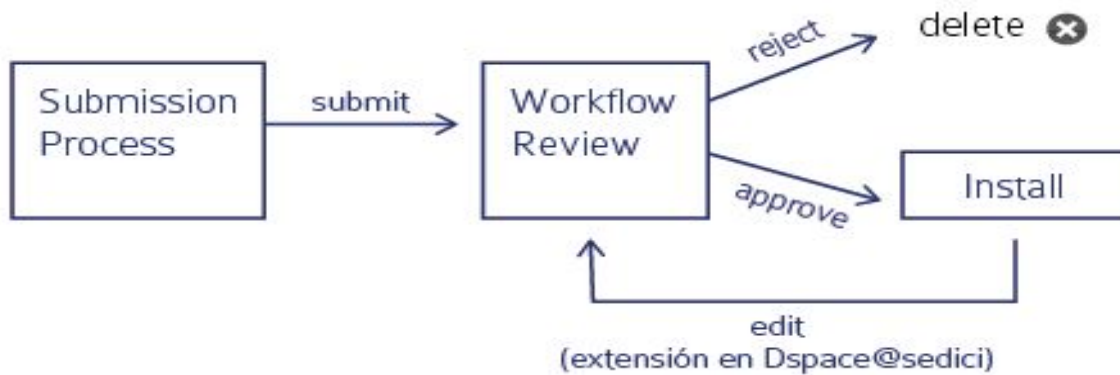 Submission
Process
submit
Workflow
Review
reject
delete
approve
Install
edit
(extensión en Dspace@sedici)